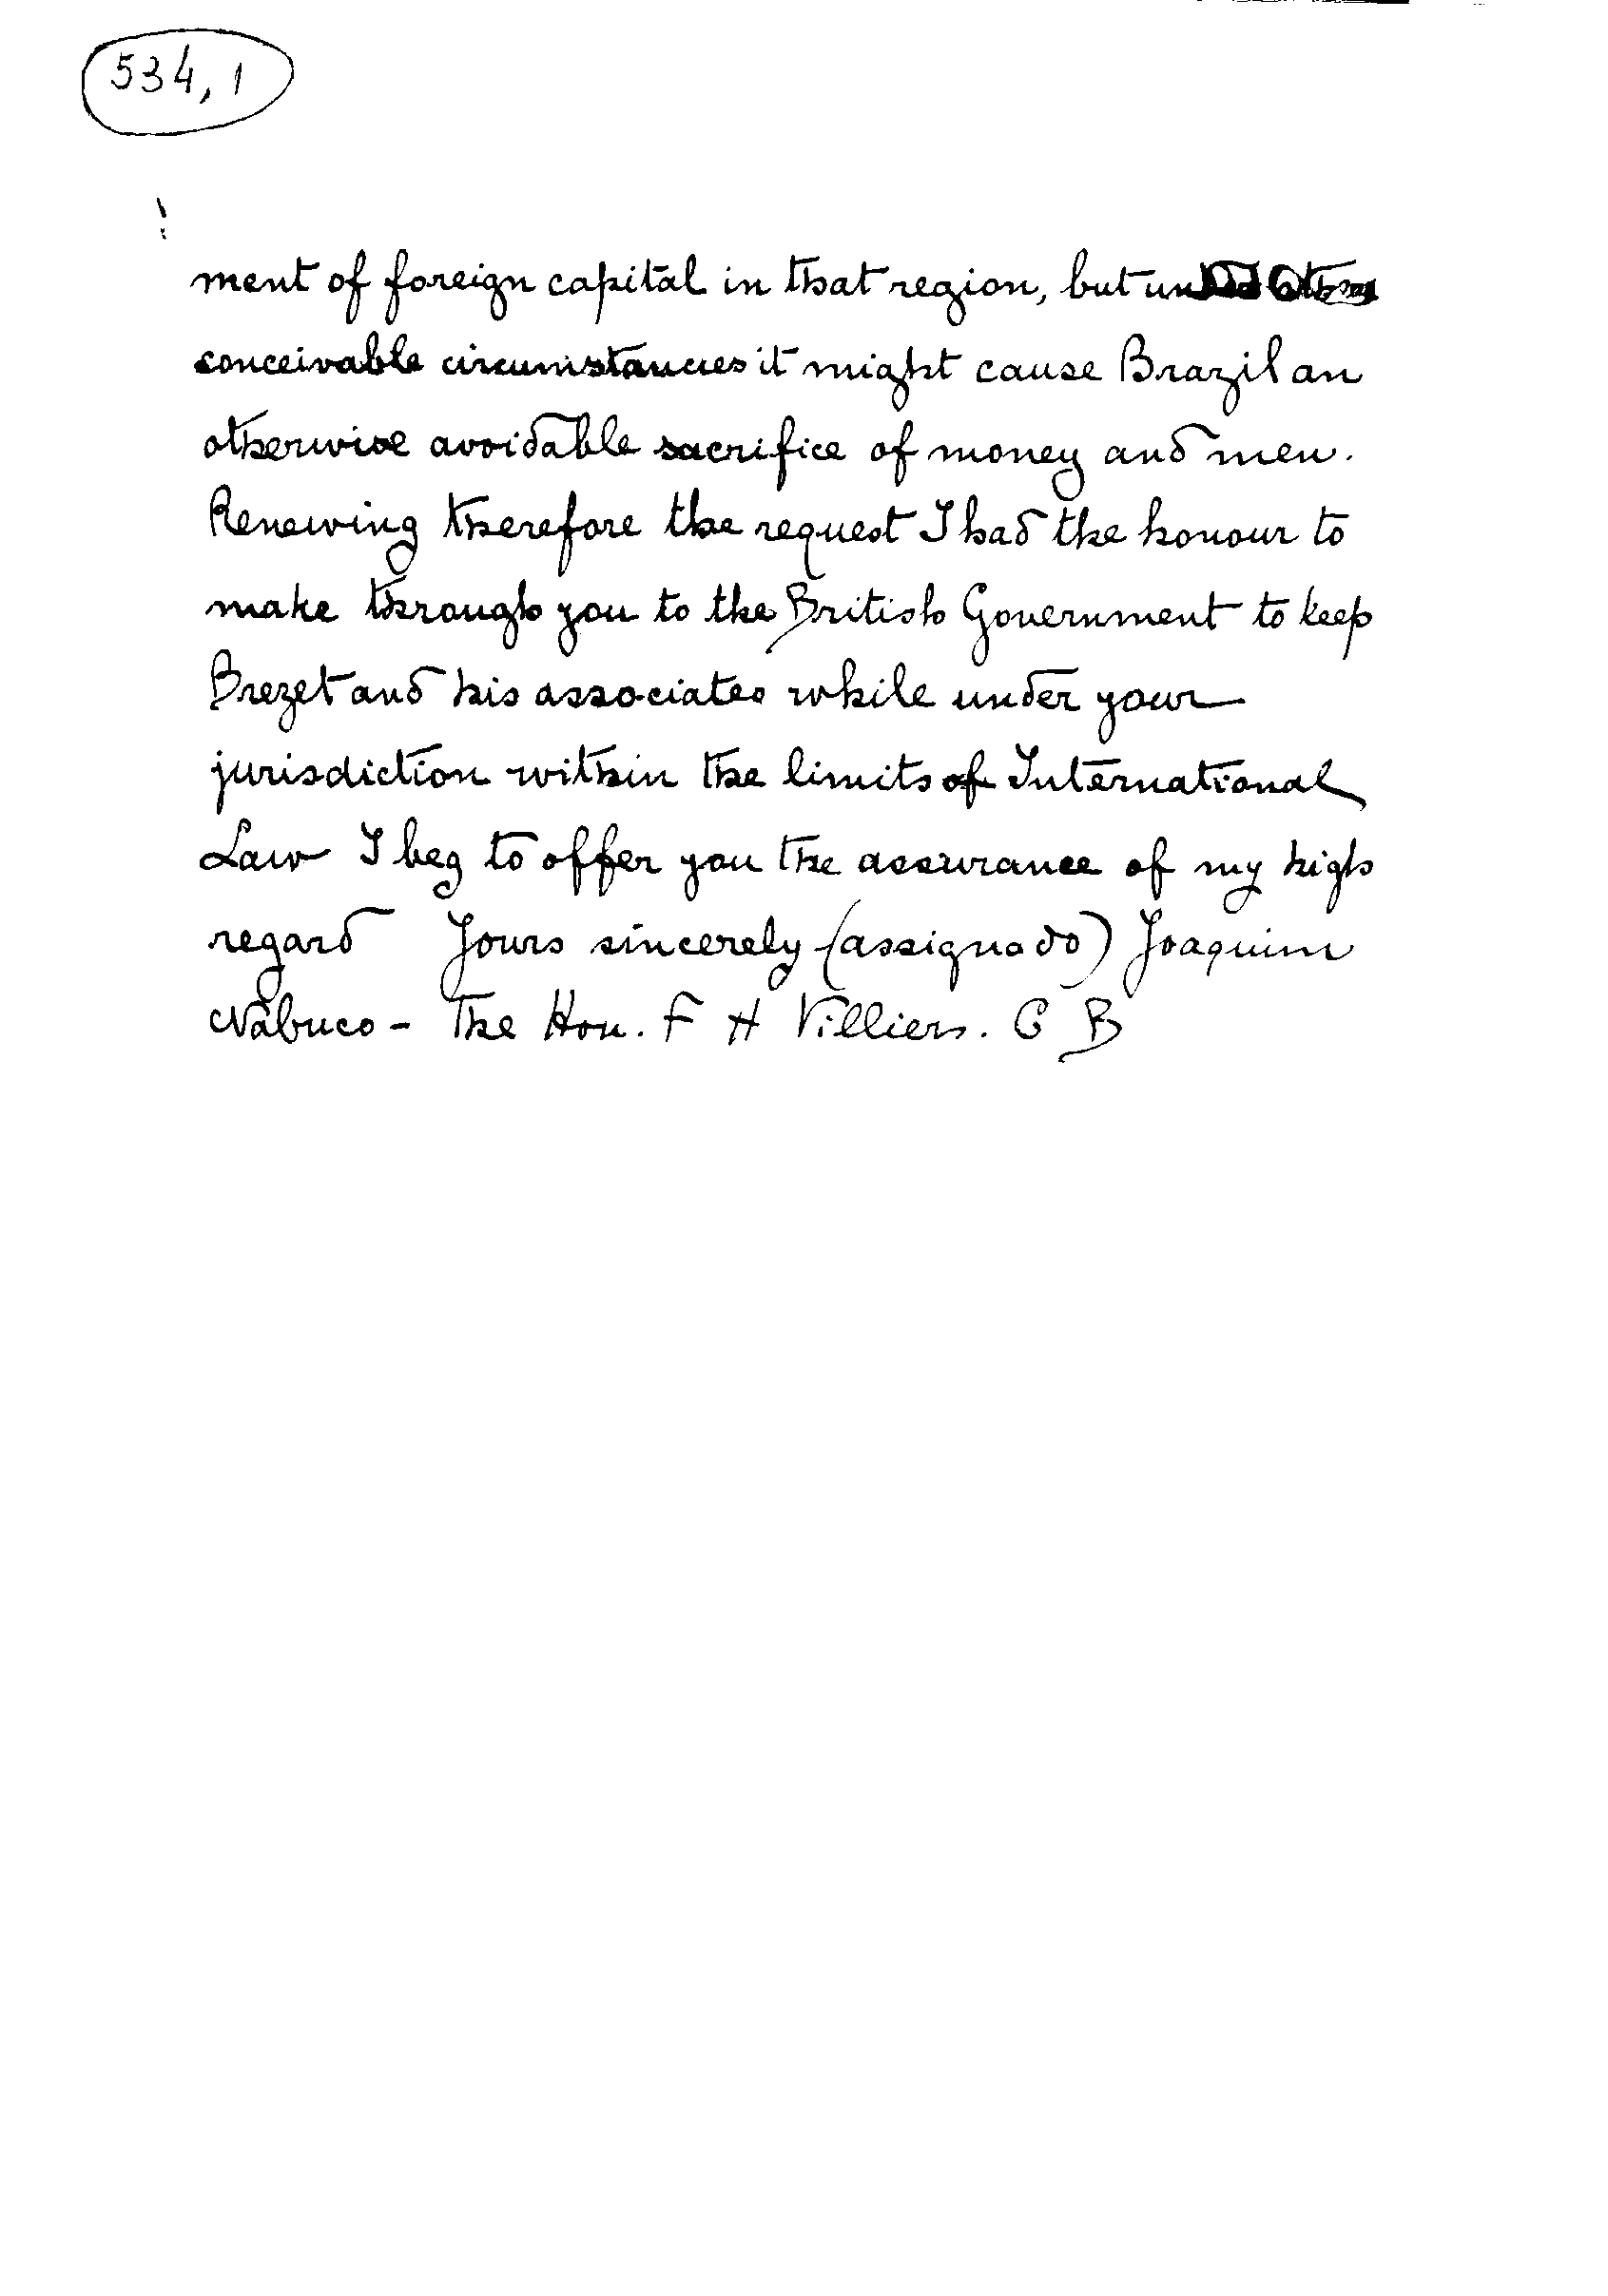 534,1
ment of foreign capital in that region, but
conceivable circumstances it might cause Brazil an
otherwise avoidable sacrifice of money and men.
Renewing therefore the request I had the honour to
make through you to the British Government to keep
Brezet and his associates while under your
jurisdiction within the limits of International
Law I beg to offer you the assurance of my high
regard Yours sincerely (assignado) Joaquim
Nabuco - The Hon. F H Villiers. C B